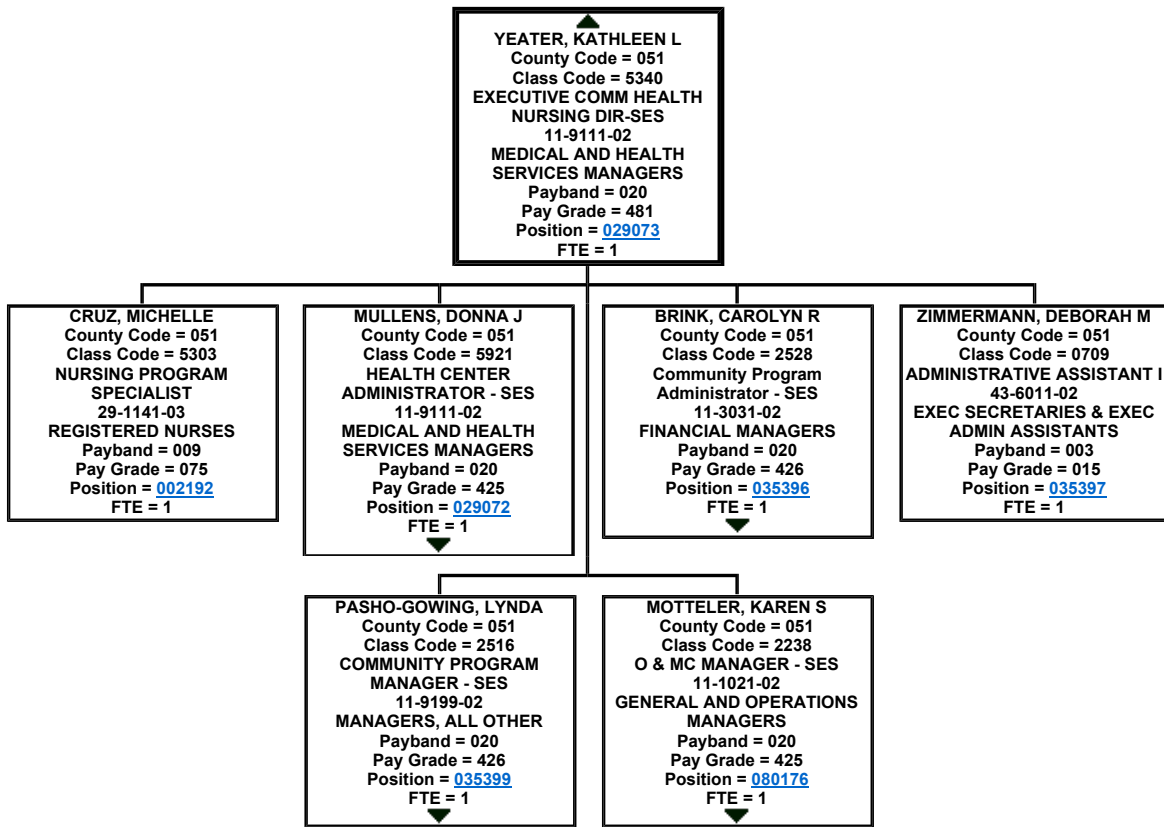 YEATER, KATHLEEN L
County Code = 051
Class Code = 5340
EXECUTIVE COMM HEALTH
NURSING DIR-SES
11-9111-02
MEDICAL AND HEALTH
SERVICES MANAGERS
Payband = 020
Pay Grade = 481
Position = 029073
FTE = 1
CRUZ, MICHELLE
County Code = 051
Class Code = 5303
NURSING PROGRAM
SPECIALIST
29-1141-03
REGISTERED NURSES
Payband = 009
Pay Grade = 075
Position = 002192
FTE = 1
MULLENS, DONNA J
County Code = 051
Class Code = 5921
HEALTH CENTER
ADMINISTRATOR - SES
11-9111-02
MEDICAL AND HEALTH
SERVICES MANAGERS
Payband = 020
Pay Grade = 425
Position = 029072
FTE = 1
BRINK, CAROLYN R
County Code = 051
Class Code = 2528
Community Program
Administrator - SES
11-3031-02
FINANCIAL MANAGERS
Payband = 020
Pay Grade = 426
Position = 035396
FTE = 1
ZIMMERMANN, DEBORAH M
County Code = 051
Class Code = 0709
ADMINISTRATIVE ASSISTANT I
43-6011-02
EXEC SECRETARIES & EXEC
ADMIN ASSISTANTS
Payband = 003
Pay Grade = 015
Position = 035397
FTE = 1
PASHO-GOWING, LYNDA
County Code = 051
Class Code = 2516
COMMUNITY PROGRAM
MANAGER - SES
11-9199-02
MANAGERS, ALL OTHER
Payband = 020
Pay Grade = 426
Position = 035399
FTE = 1
MOTTELER, KAREN S
County Code = 051
Class Code = 2238
O & MC MANAGER - SES
11-1021-02
GENERAL AND OPERATIONS
MANAGERS
Payband = 020
Pay Grade = 425
Position = 080176
FTE = 1